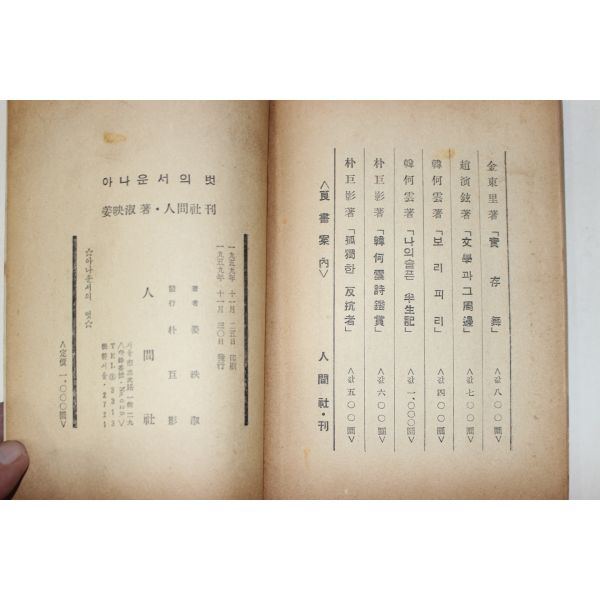 아나운서의 벗
姜映淑 著・人間社 刊
一九五九年 十一月 二五日 印刷
一九五九年 十一月 三〇日 發行
著者 姜 映 淑
發行 朴 巨 影
人 間 社
☆아나운서의 벗☆
<定價 一,〇〇〇圜>
金東里著「實 存 舞」 <값 八〇〇圜>
趙演鉉著「文學과 그 周邊」 <값 七〇〇圜>
韓何雲著「보 리 피 리」 <값 四〇〇圜>
韓何雲著「나의 슬픈 半生記」 <값 一,〇〇〇圜>
朴巨影著「韓何雲詩鑑賞」 <값 六〇〇圜>
朴巨影著「孤獨한 反抗者」 <값 五〇〇圜>
<良書案內> 人間社・刊